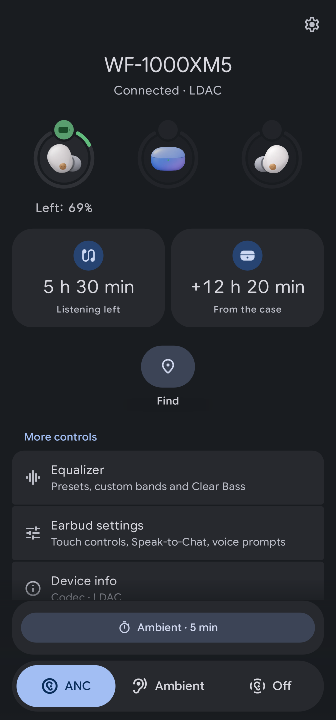 WF-1000XM5
Connected · LDAC
Left: 69%
5 h 30 min
Listening left
+12 h 20 min
From the case
Find
More controls
Equalizer
Presets, custom bands and Clear Bass
Earbud settings
Touch controls, Speak-to-Chat, voice prompts
Device info
Codec · LDAC
Ambient · 5 min
ANC
Ambient
Off